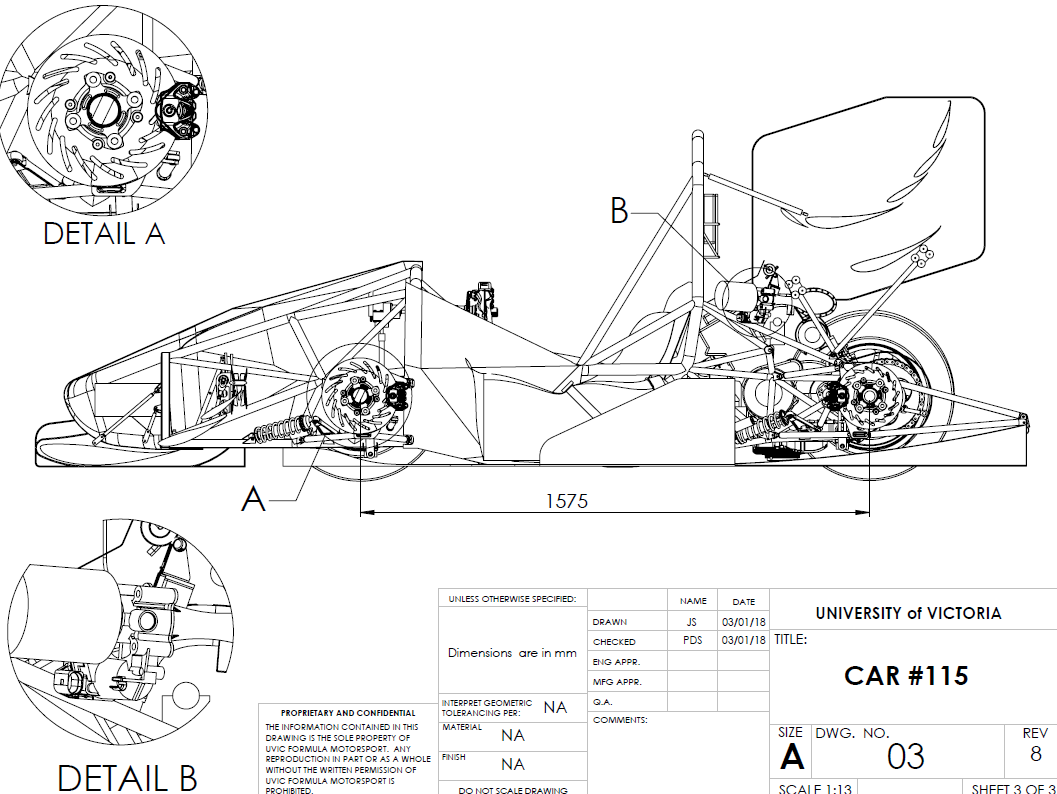 DETAIL A
B
A
1575
DETAIL B
UNLESS OTHERWISE SPECIFIED:
Dimensions are in mm
INTERPRET GEOMETRIC
TOLERANCING PER: NA
MATERIAL
NA
FINISH
NA
DO NOT SCALE DRAWING
NAME DATE
DRAWN JS 03/01/18
CHECKED PDS 03/01/18
ENG APPR.
MFG APPR.
Q.A.
COMMENTS:
PROPRIETARY AND CONFIDENTIAL
THE INFORMATION CONTAINED IN THIS
DRAWING IS THE SOLE PROPERTY OF
UVIC FORMULA MOTORSPORT. ANY
REPRODUCTION IN PART OR AS A WHOLE
WITHOUT THE WRITTEN PERMISSION OF
UVIC FORMULA MOTORSPORT IS
PROHIBITED.
UNIVERSITY of VICTORIA
TITLE:
CAR #115
SIZE DWG. NO. REV
A 03 8
SCALE 1:13 SHEET 3 OF 3